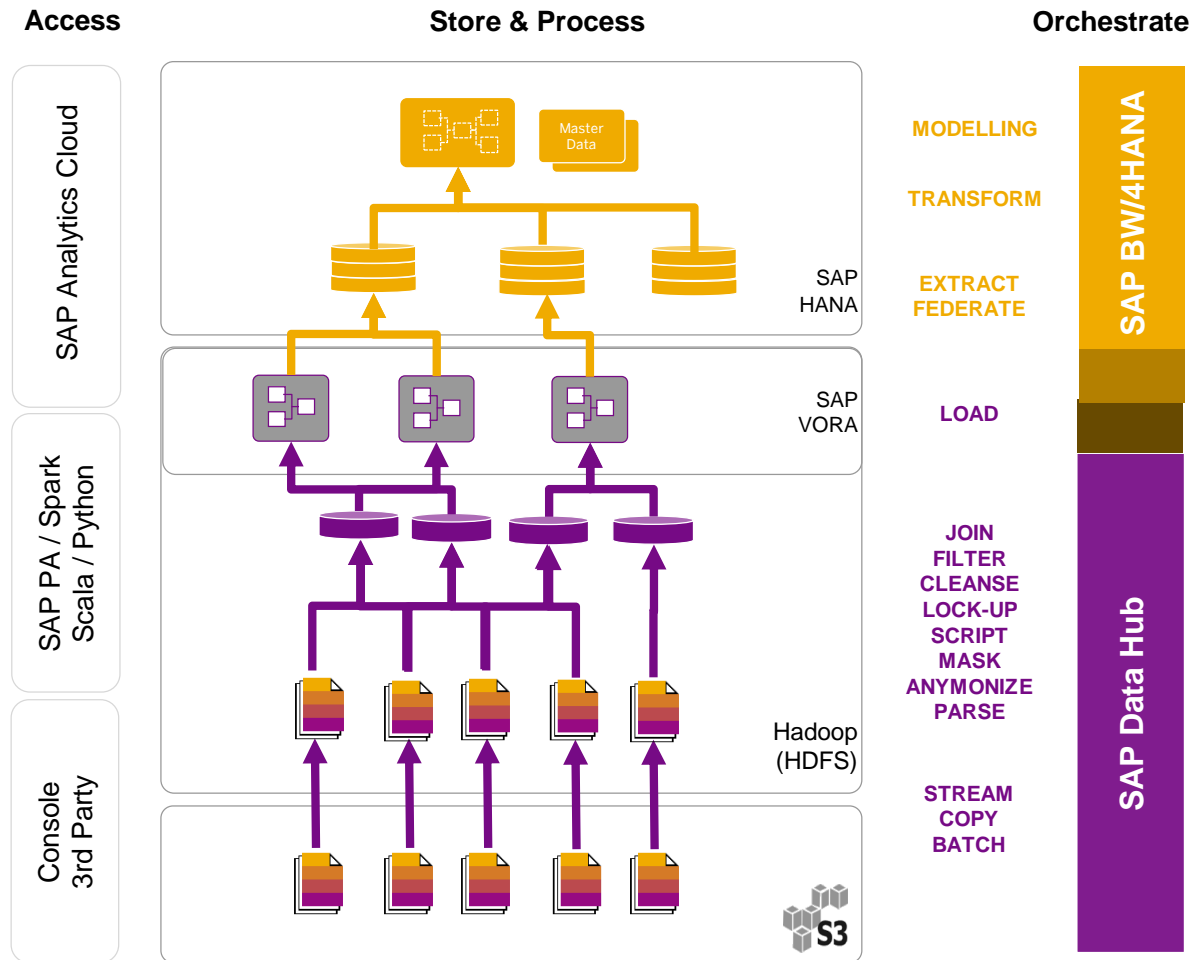 Access
Store & Process
Orchestrate
SAP Analytics Cloud
SAP PA / Spark
Scala / Python
Console
3rd Party
Master
Data
SAP
HANA
SAP
VORA
Hadoop
(HDFS)
S3
MODELLING
TRANSFORM
EXTRACT
FEDERATE
LOAD
JOIN
FILTER
CLEANSE
LOCK-UP
SCRIPT
MASK
ANYMONIZE
PARSE
STREAM
COPY
BATCH
SAP BW/4HANA
SAP Data Hub